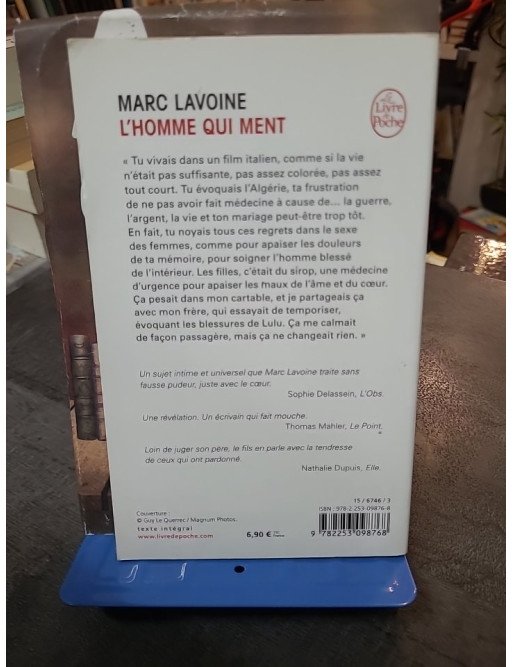 MARC LAVOINE
L'HOMME QUI MENT
Le
Livre
de
Poche
« Tu vivais dans un film italien, comme si la vie
n'était pas suffisante, pas assez colorée, pas assez
tout court. Tu évoquais l'Algérie, ta frustration
de ne pas avoir fait médecine à cause de... la guerre,
l'argent, la vie et ton mariage peut-être trop tôt.
En fait, tu noyais tous ces regrets dans le sexe
des femmes, comme pour apaiser les douleurs
de ta mémoire, pour soigner l'homme blessé
de l'intérieur. Les filles, c'était du sirop, une médecine
d'urgence pour apaiser les maux de l'âme et du cœur.
Ça pesait dans mon cartable, et je partageais ça
avec mon frère, qui essayait de temporiser,
évoquant les blessures de Lulu. Ça me calmait
de façon passagère, mais ça ne changeait rien. »
Un sujet intime et universel que Marc Lavoine traite sans
fausse pudeur, juste avec le cœur.
Sophie Delassein, L'Obs.
Une révélation. Un écrivain qui fait mouche.
Thomas Mahler, Le Point.
Loin de juger son père, le fils en parle avec la tendresse
de ceux qui ont pardonné.
Nathalie Dupuis, Elle.
15 / 6746 / 3
ISBN : 978-2-253-09876-8
Couverture :
© Guy Le Querrec / Magnum Photos.
texte intégral
www.livredepoche.com
6,90 €
9 782253 098768